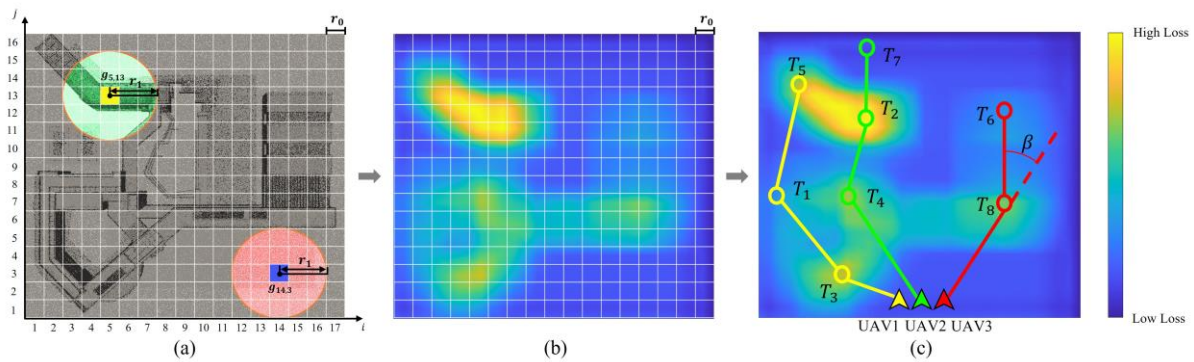 j
16
15
14
13
12
11
10
9
8
7
6
5
4
3
2
1
1 2 3 4 5 6 7 8 9 10 11 12 13 14 15 16 17 i
r₀
g₅,₁₃
r₁
r₁
g₁₄,₃
(a)
r₀
(b)
T₇
T₅
T₂
T₆
β
T₁
T₄
T₈
T₃
UAV1 UAV2 UAV3
(c)
High Loss
Low Loss